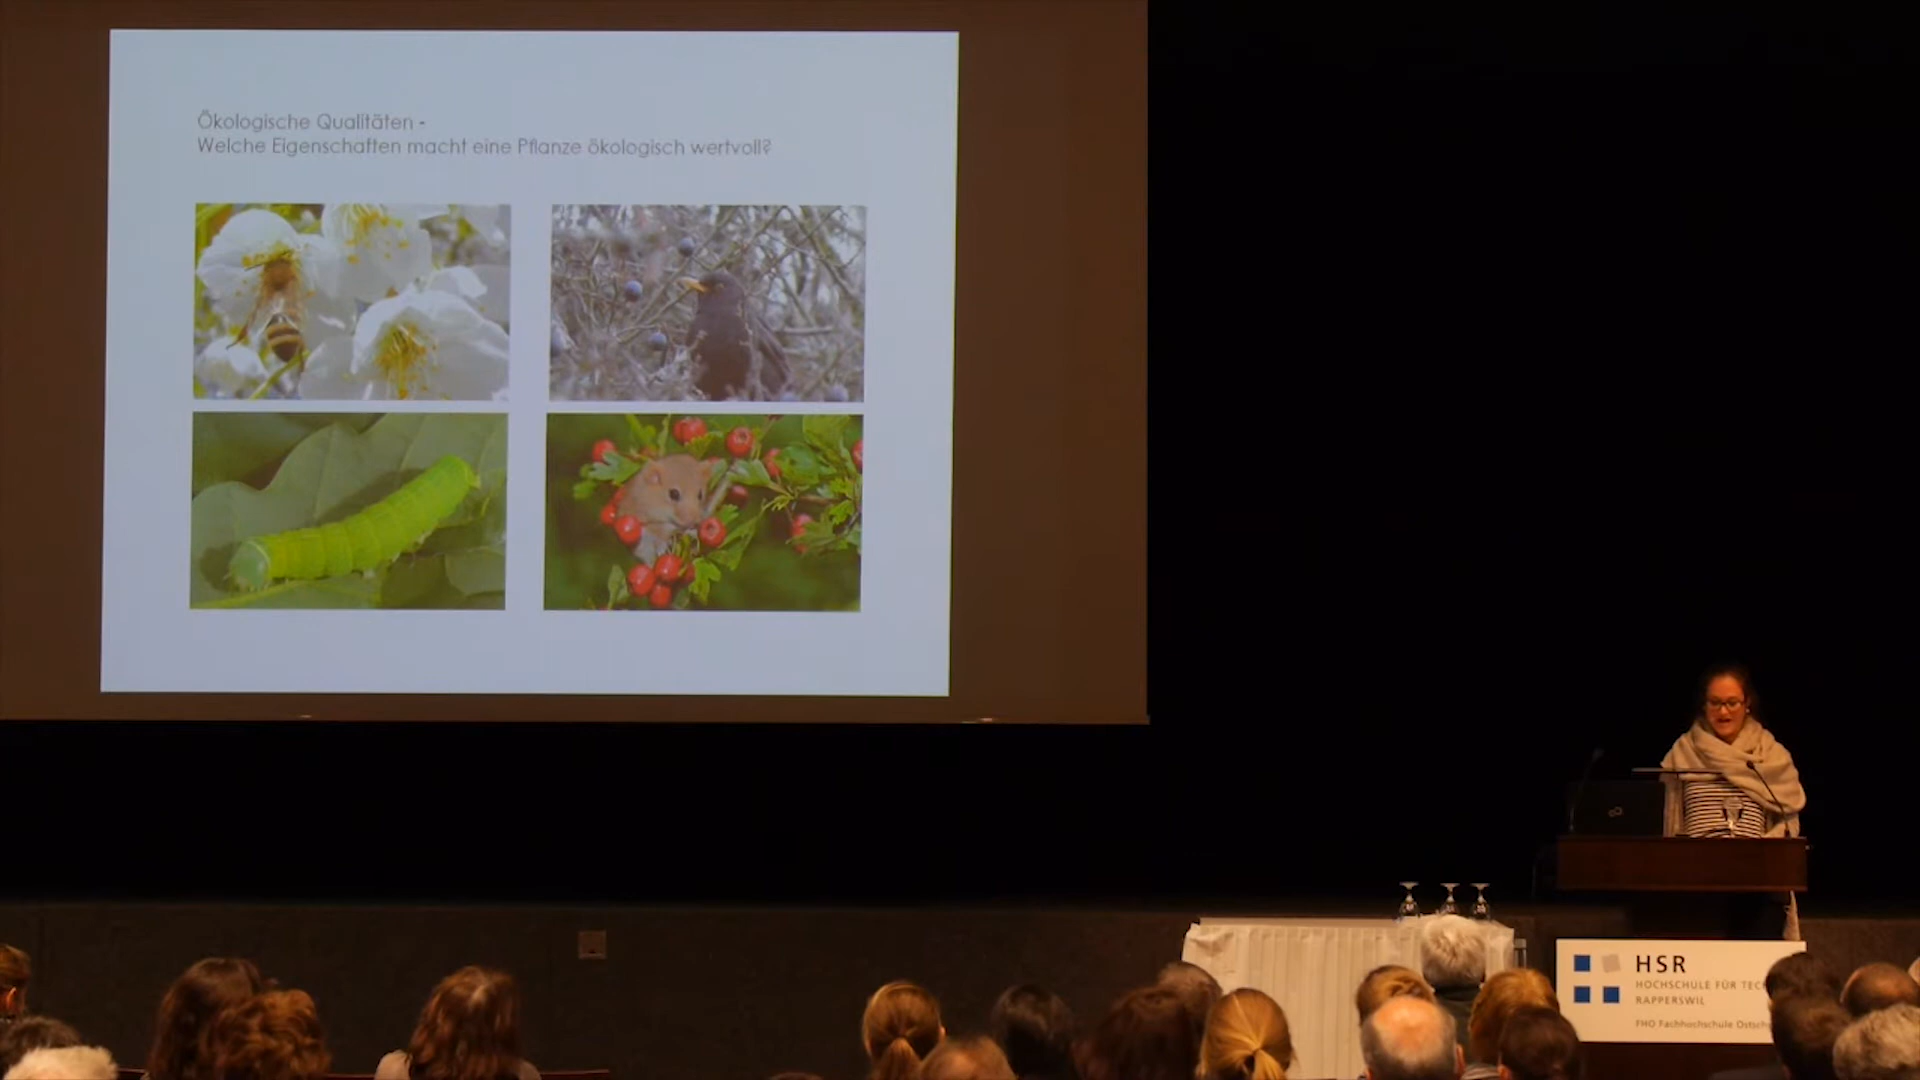 Ökologische Qualitäten -
Welche Eigenschaften macht eine Pflanze ökologisch wertvoll?
HSR
HOCHSCHULE FÜR TEC
RAPPERSWIL
FHO Fachhochschule Ostsch